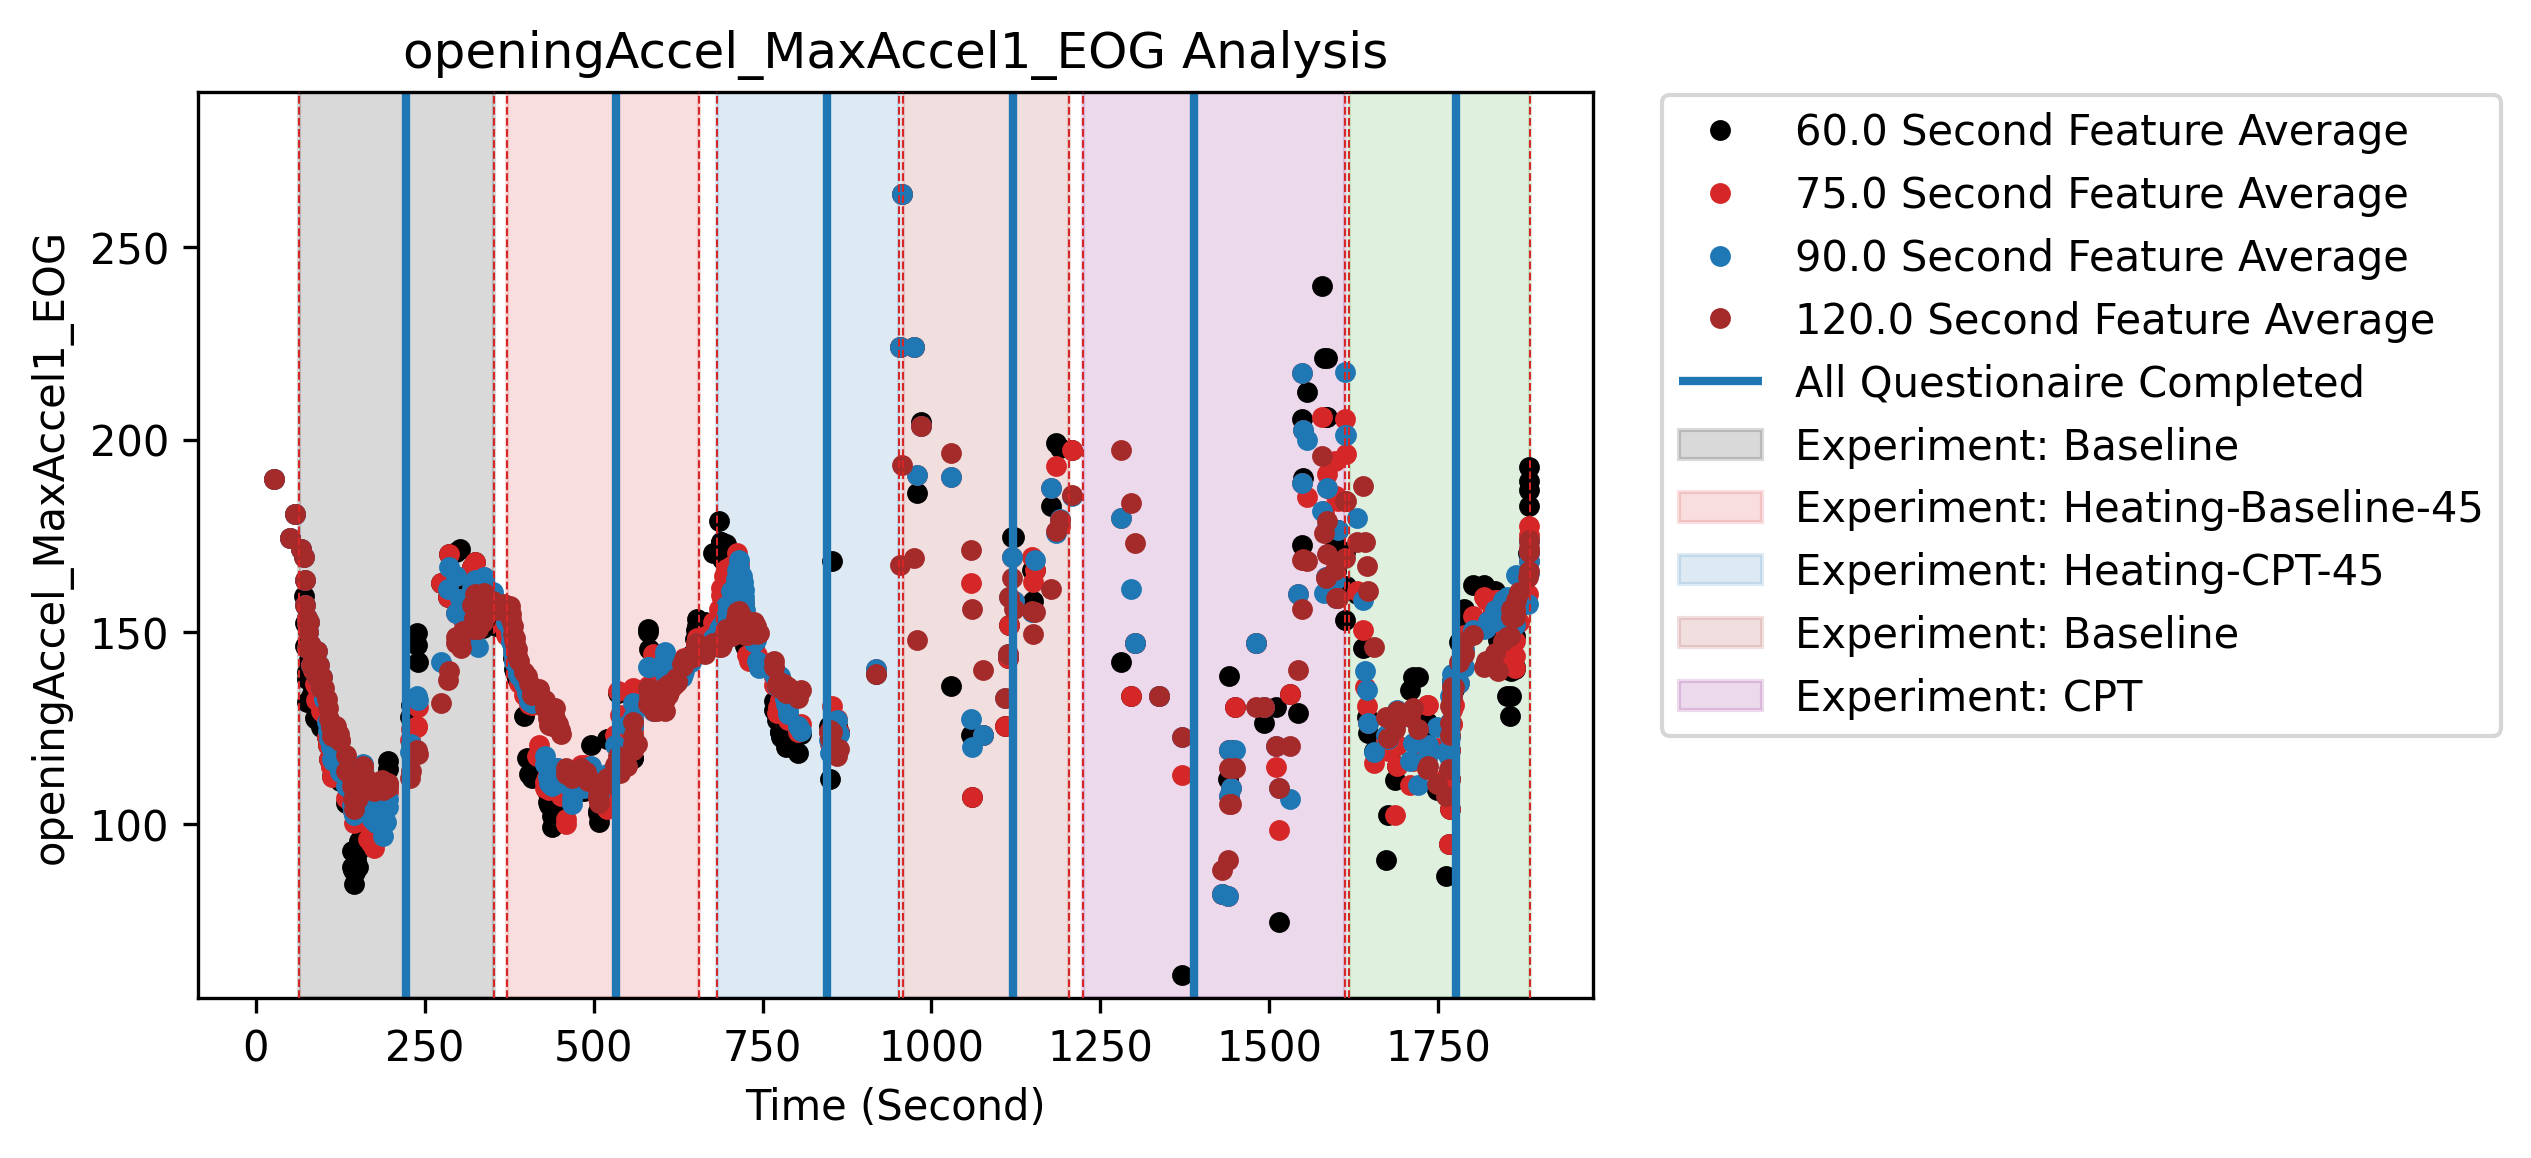 openingAccel_MaxAccel1_EOG Analysis
openingAccel_MaxAccel1_EOG
250
200
150
100
0 250 500 750 1000 1250 1500 1750
Time (Second)
60.0 Second Feature Average
75.0 Second Feature Average
90.0 Second Feature Average
120.0 Second Feature Average
All Questionaire Completed
Experiment: Baseline
Experiment: Heating-Baseline-45
Experiment: Heating-CPT-45
Experiment: Baseline
Experiment: CPT